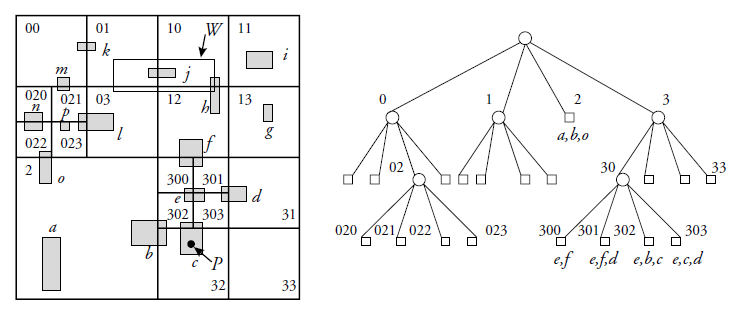 00 01 10 W 11
k i
m j
020 021 03 12 h 13
n p l g
022 023 f
2 o 300 301
e d
a 302 303 31
b c P
32 33
0 1 2 3
a,b,o
02 30 33
020 021 022 023 300 301 302 303
e,f e,f,d e,b,c e,c,d